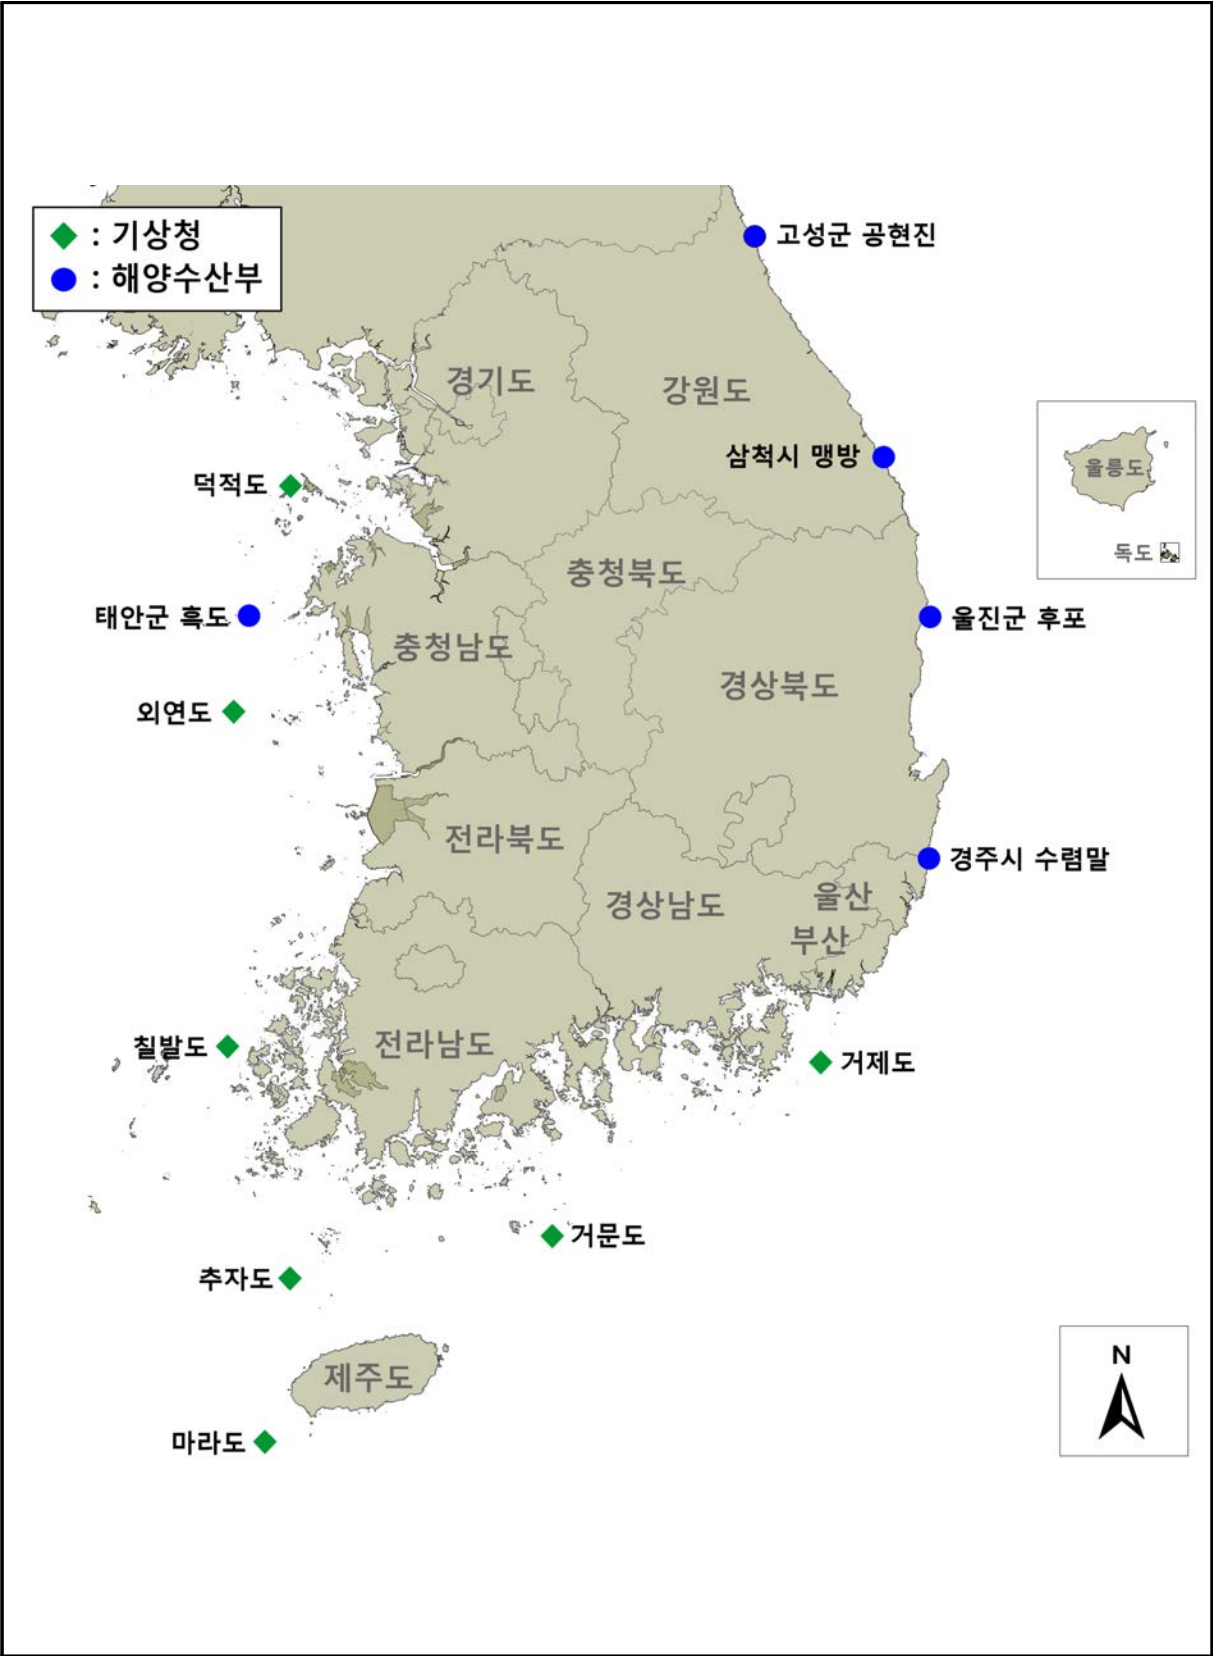 ◆ : 기상청
● : 해양수산부
고성군 공현진
경기도
강원도
삼척시 맹방
울릉도
덕적도
독도
충청북도
태안군 흑도
울진군 후포
충청남도
경상북도
외연도
전라북도
경주시 수렴말
울산
경상남도
부산
전라남도
칠발도
거제도
거문도
추자도
N
제주도
마라도